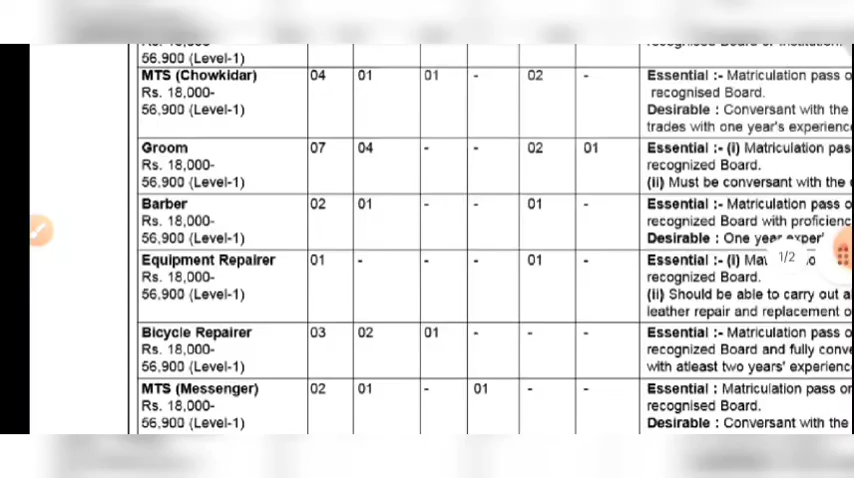 56,900 (Level-1)
MTS (Chowkidar) 04 01 01 - 02 - Essential :- Matriculation pass o
Rs. 18,000- recognised Board.
56,900 (Level-1) Desirable : Conversant with the
trades with one year's experience
Groom 07 04 - - 02 01 Essential :- (i) Matriculation pas
Rs. 18,000- recognized Board.
56,900 (Level-1) (ii) Must be conversant with the
Barber 02 01 - - 01 - Essential :- Matriculation pass o
Rs. 18,000- recognized Board with proficienc
56,900 (Level-1) Desirable : One year
Equipment Repairer 01 - - - 01 - Essential :- (i) 1/2
Rs. 18,000- recognized Board.
56,900 (Level-1) (ii) Should be able to carry out a
leather repair and replacement o
Bicycle Repairer 03 02 01 - - - Essential :- Matriculation pass o
Rs. 18,000- recognized Board and fully conve
56,900 (Level-1) with atleast two years' experienc
MTS (Messenger) 02 01 - 01 - - Essential : Matriculation pass or
Rs. 18,000- recognised Board.
56,900 (Level-1) Desirable : Conversant with the